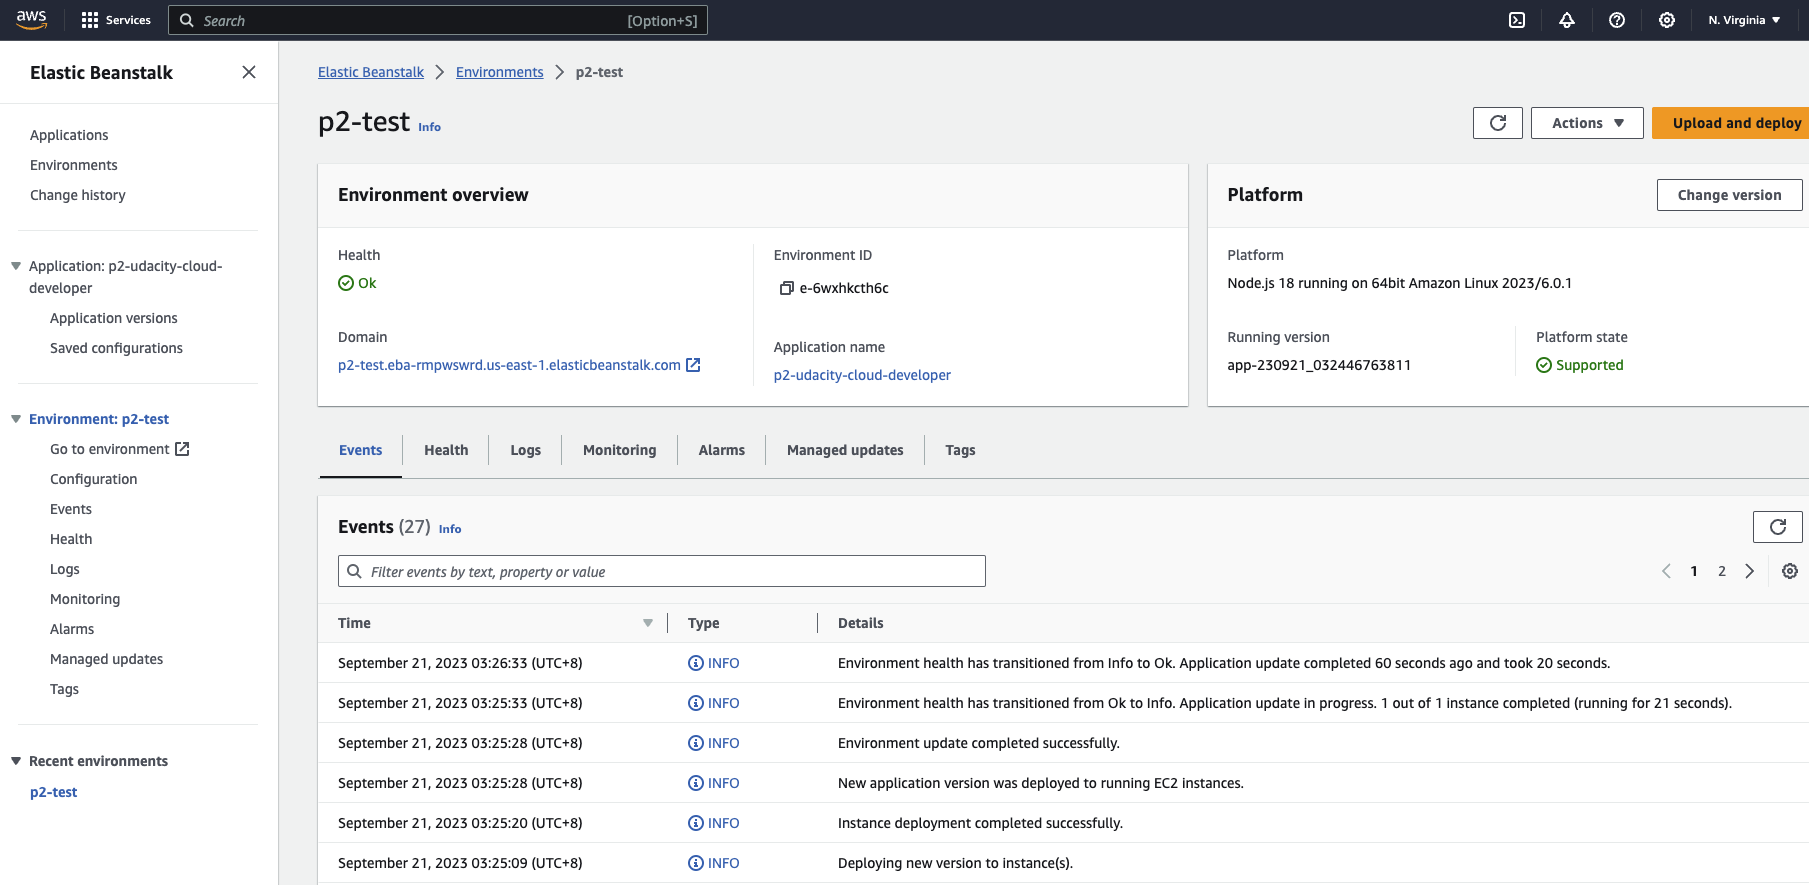 aws
Services
Search
[Option+S]
N. Virginia
Elastic Beanstalk
Applications
Environments
Change history
Application: p2-udacity-cloud-
developer
Application versions
Saved configurations
Environment: p2-test
Go to environment
Configuration
Events
Health
Logs
Monitoring
Alarms
Managed updates
Tags
Recent environments
p2-test
Elastic Beanstalk
Environments
p2-test
p2-test Info
Actions
Upload and deploy
Environment overview
Health
Ok
Domain
p2-test.eba-rmpwswrd.us-east-1.elasticbeanstalk.com
Environment ID
e-6wxhkcth6c
Application name
p2-udacity-cloud-developer
Platform
Change version
Platform
Node.js 18 running on 64bit Amazon Linux 2023/6.0.1
Running version
app-230921_032446763811
Platform state
Supported
Events
Health
Logs
Monitoring
Alarms
Managed updates
Tags
Events (27) Info
Filter events by text, property or value
1 2
Time Type Details
September 21, 2023 03:26:33 (UTC+8) INFO Environment health has transitioned from Info to Ok. Application update completed 60 seconds ago and took 20 seconds.
September 21, 2023 03:25:33 (UTC+8) INFO Environment health has transitioned from Ok to Info. Application update in progress. 1 out of 1 instance completed (running for 21 seconds).
September 21, 2023 03:25:28 (UTC+8) INFO Environment update completed successfully.
September 21, 2023 03:25:28 (UTC+8) INFO New application version was deployed to running EC2 instances.
September 21, 2023 03:25:20 (UTC+8) INFO Instance deployment completed successfully.
September 21, 2023 03:25:09 (UTC+8) INFO Deploying new version to instance(s).